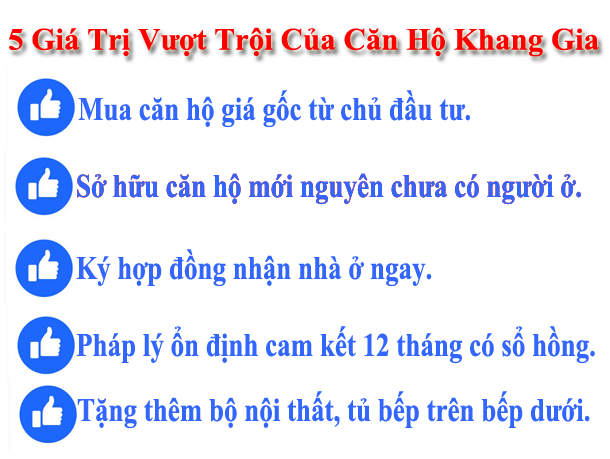 5 Giá Trị Vượt Trội Của Căn Hộ Khang Gia
Mua căn hộ giá gốc từ chủ đầu tư.
Sở hữu căn hộ mới nguyên chưa có người ở.
Ký hợp đồng nhận nhà ở ngay.
Pháp lý ổn định cam kết 12 tháng có sổ hồng.
Tặng thêm bộ nội thất, tủ bếp trên bếp dưới.